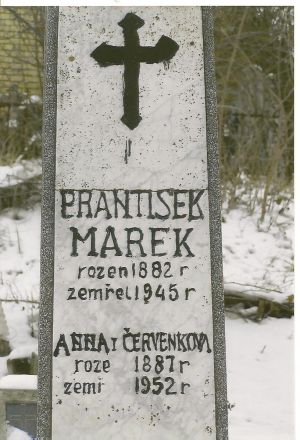 FRANTISEK
MAREK
rozen 1882 r
zemřel 1945 r
ANNA ČERVENKOVA
roze 1887 r
zemř 1952 r